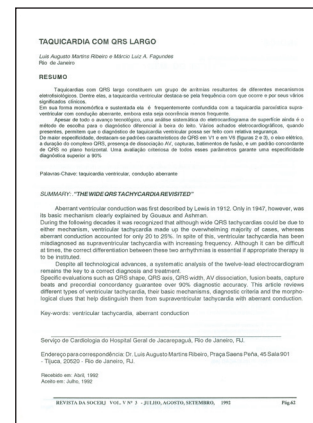 TAQUICARDIA COM QRS LARGO
Luis Augusto Martins Ribeiro e Márcio Luiz A. Fagundes
Rio de Janeiro
RESUMO
Taquicardias com QRS largo constituem um grupo de arritmias resultantes de diferentes mecanismos
eletrofisiológicos. Dentre eles, a taquicardia ventricular destaca-se pela frequência com que ocorre e por seus vários
significados clínicos.
Em sua forma monomórfica e sustentada ela é frequentemente confundida com a taquicardia paroxística supra-
ventricular com condução aberrante, embora esta seja ocorrência menos frequente.
Apesar de todo o avanço tecnológico, uma análise sistemática do eletrocardiograma de superfície ainda é o
método de escolha para o diagnóstico diferencial à beira do leito. Vários achados eletrocardiográficos, quando
presentes, permitem que o diagnóstico de taquicardia ventricular possa ser feito com relativa segurança.
De maior especificidade, destacam-se padrões característicos do QRS em V1 e em V6 (figuras 2 e 3), o eixo elétrico,
a duração do complexo QRS, presença de dissociação AV, capturas, batimentos de fusão, e um padrão concordante
de QRS no plano horizontal. Uma avaliação criteriosa de todos esses parâmetros garante uma especificidade
diagnóstica superior a 90%.
Palavras-Chave: taquicardia ventricular, condução aberrante
SUMMARY: "THE WIDE QRS TACHYCARDIA REVISITED"
Aberrant ventricular conduction was first described by Lewis in 1912. Only in 1947, however, was
its basic mechanism clearly explained by Gouaux and Ashman.
During the following decades it was recognized that although wide QRS tachycardias could be due to
either mechanism, ventricular tachycardia made up the overwhelming majority of cases, whereas
aberrant conduction accounted for only 20 to 25%. In spite of this, ventricular tachycardia has been
misdiagnosed as supraventricular tachycardia with increasing frequency. Although it can be difficult
at times, the correct differentiation between these two arrhythmias is essential if appropriate therapy is
to be instituted.
Despite all technological advances, a systematic analysis of the twelve-lead electrocardiogram
remains the key to a correct diagnosis and treatment.
Specific evaluations such as QRS shape, QRS axis, QRS width, AV dissociation, fusion beats, capture
beats and precordial concordancy guarantee over 90% diagnostic accuracy. This article reviews
different types of ventricular tachycardia, their basic mechanisms, diagnostic criteria and the morpho-
logical clues that help distinguish them from supraventricular tachycardia with aberrant conduction.
Key-words: ventricular tachycardia, aberrant conduction
Serviço de Cardiologia do Hospital Geral de Jacarepaguá, Rio de Janeiro, RJ.
Endereço para correspondência: Dr. Luis Augusto Martins Ribeiro, Praça Saens Peña, 45 Sala 901
- Tijuca, 20520 - Rio de Janeiro, RJ
Recebido em: Abril, 1992
Aceito em: Julho, 1992
REVISTA DA SOCERJ VOL. V Nº 3 - JULHO, AGOSTO, SETEMBRO, 1992 Pág.62